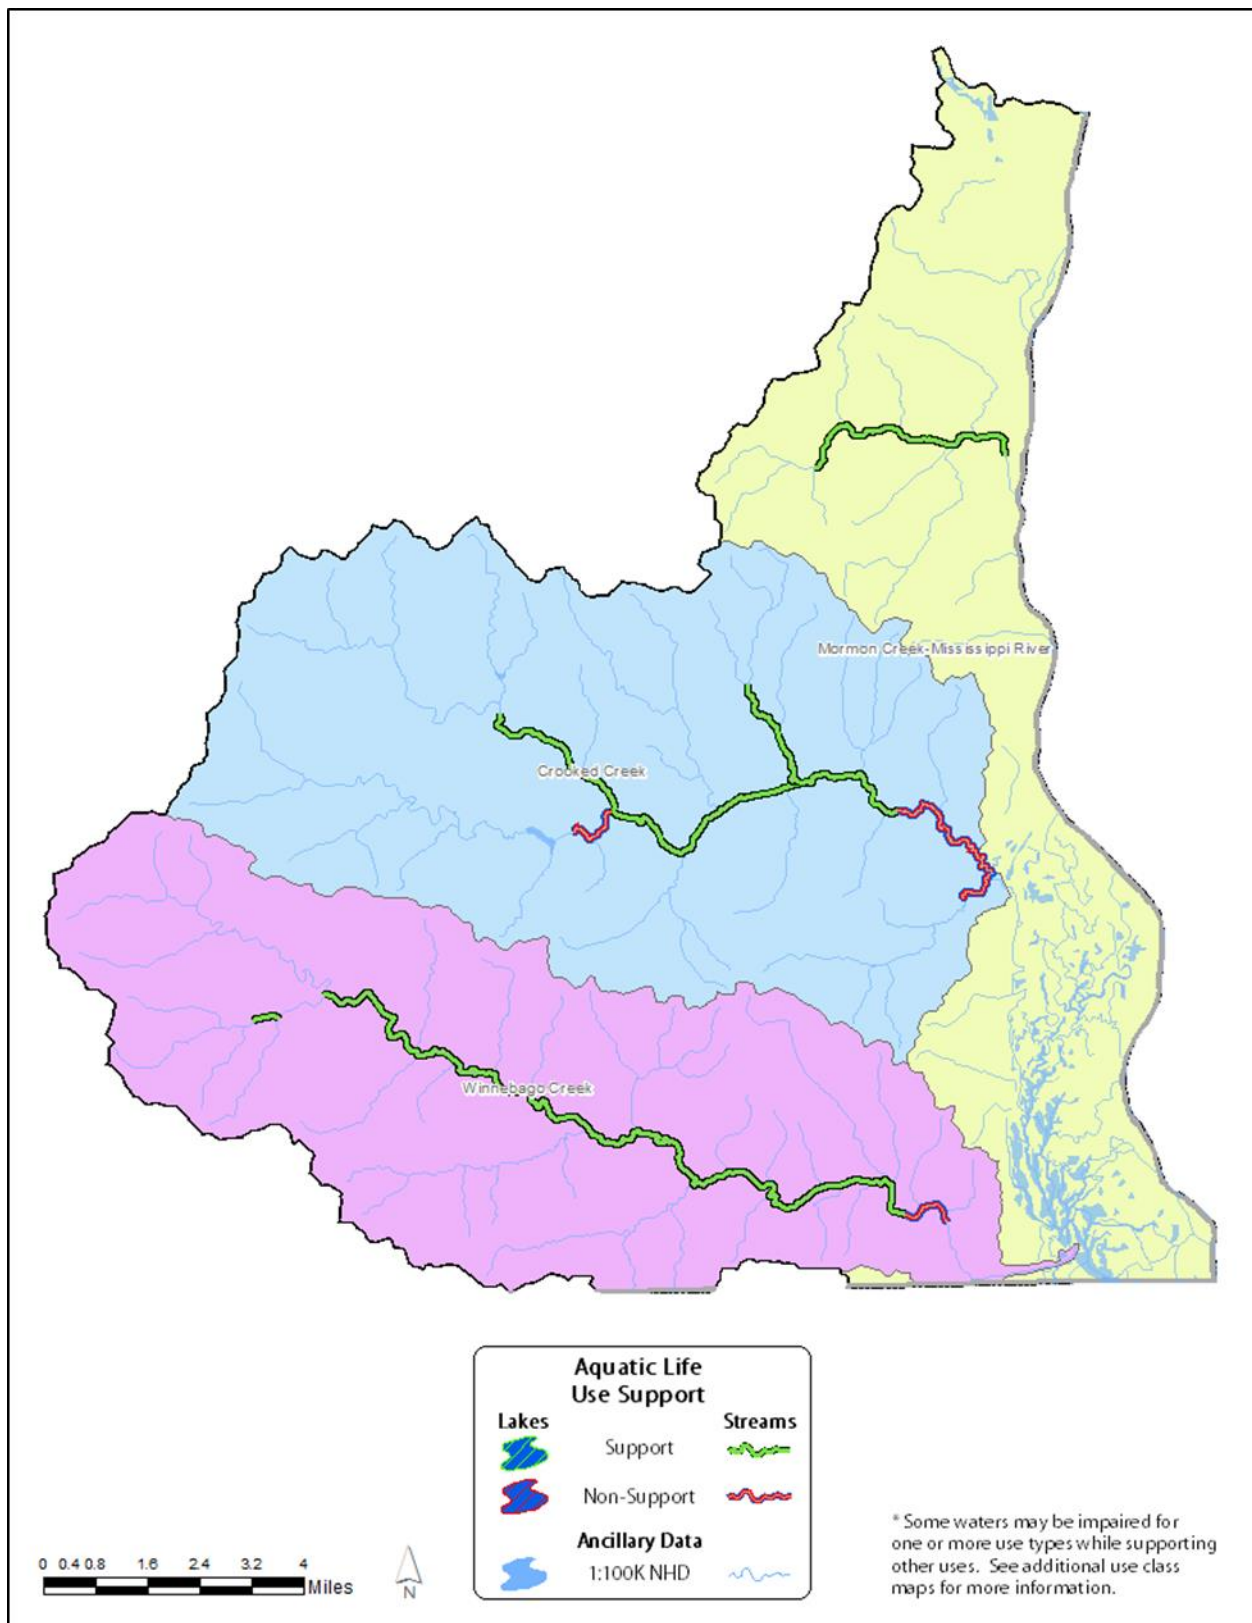 Mormon Creek-Mississippi River
Crooked Creek
Winnebago Creek
Aquatic Life
Use Support
Lakes Streams
Support
Non-Support
Ancillary Data
1:100K NHD
0 0.4 0.8 1.6 2.4 3.2 4
Miles
N
* Some waters may be impaired for
one or more use types while supporting
other uses. See additional use class
maps for more information.